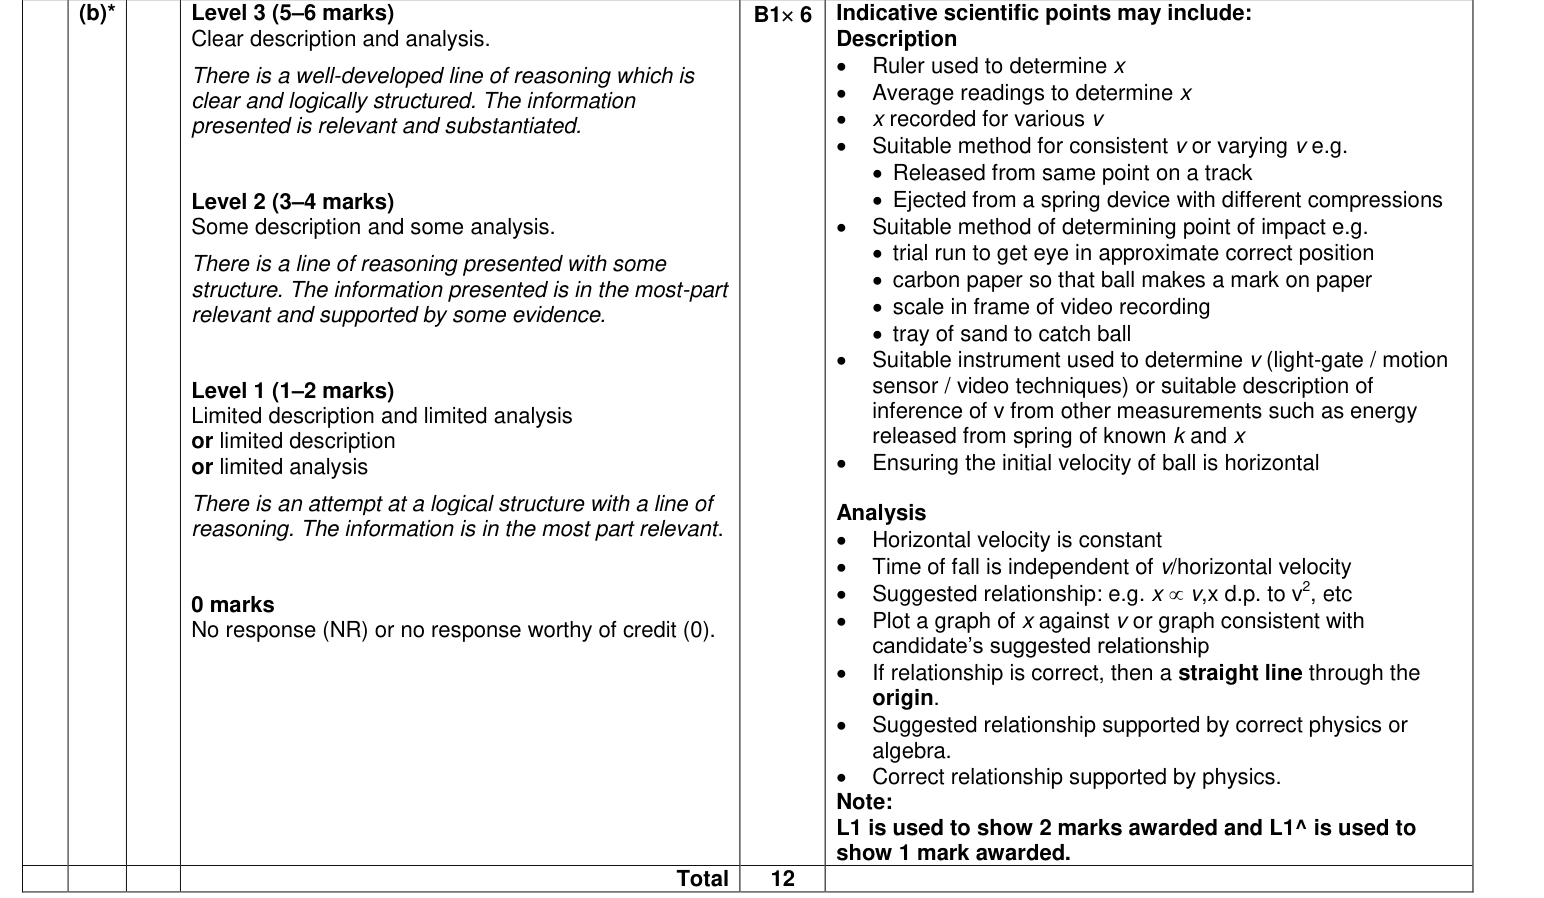 (b)*
Level 3 (5–6 marks)
Clear description and analysis.
There is a well-developed line of reasoning which is
clear and logically structured. The information
presented is relevant and substantiated.
Level 2 (3–4 marks)
Some description and some analysis.
There is a line of reasoning presented with some
structure. The information presented is in the most-part
relevant and supported by some evidence.
Level 1 (1–2 marks)
Limited description and limited analysis
or limited description
or limited analysis
There is an attempt at a logical structure with a line of
reasoning. The information is in the most part relevant.
0 marks
No response (NR) or no response worthy of credit (0).
B1× 6
Indicative scientific points may include:
Description
• Ruler used to determine x
• Average readings to determine x
• x recorded for various v
• Suitable method for consistent v or varying v e.g.
• Released from same point on a track
• Ejected from a spring device with different compressions
• Suitable method of determining point of impact e.g.
• trial run to get eye in approximate correct position
• carbon paper so that ball makes a mark on paper
• scale in frame of video recording
• tray of sand to catch ball
• Suitable instrument used to determine v (light-gate / motion
sensor / video techniques) or suitable description of
inference of v from other measurements such as energy
released from spring of known k and x
• Ensuring the initial velocity of ball is horizontal
Analysis
• Horizontal velocity is constant
• Time of fall is independent of v/horizontal velocity
• Suggested relationship: e.g. x ∝ v,x d.p. to v², etc
• Plot a graph of x against v or graph consistent with
candidate’s suggested relationship
• If relationship is correct, then a straight line through the
origin.
• Suggested relationship supported by correct physics or
algebra.
• Correct relationship supported by physics.
Note:
L1 is used to show 2 marks awarded and L1^ is used to
show 1 mark awarded.
Total
12